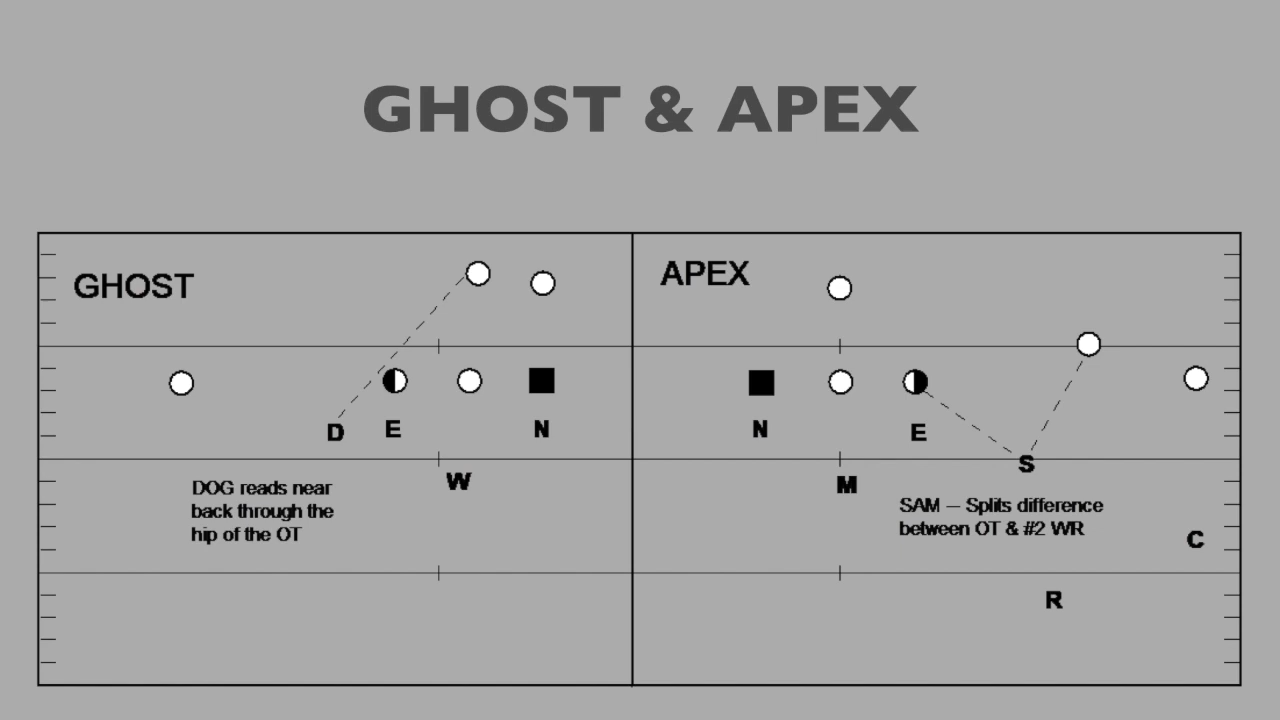 GHOST & APEX
GHOST
D
E
N
W
DOG reads near
back through the
hip of the OT
APEX
N
E
S
M
SAM – Splits difference
between OT & #2 WR
C
R